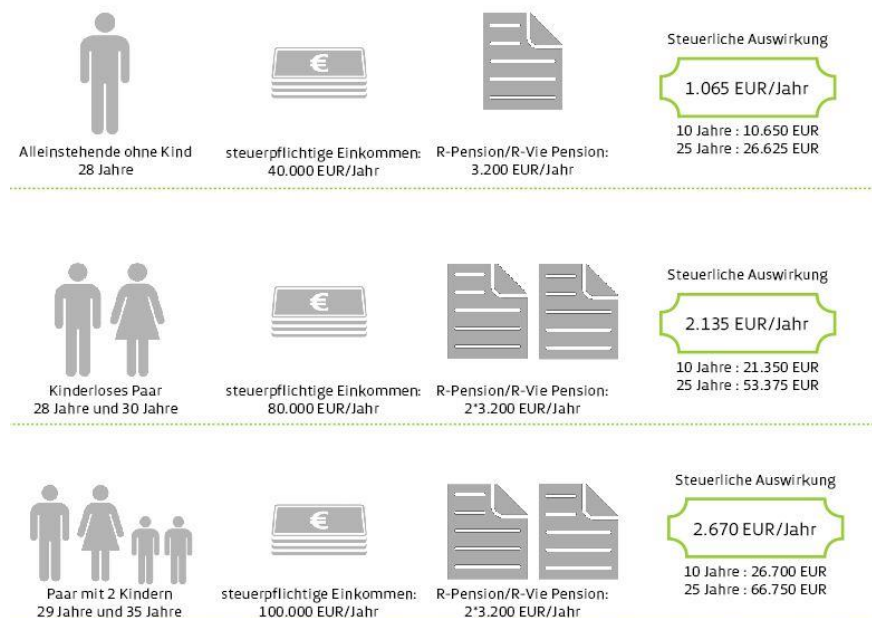 Steuerliche Auswirkung
€
1.065 EUR/Jahr
10 Jahre : 10.650 EUR
25 Jahre : 26.625 EUR
Alleinstehende ohne Kind
28 Jahre
steuerpflichtige Einkommen:
40.000 EUR/Jahr
R-Pension/R-Vie Pension:
3.200 EUR/Jahr
Steuerliche Auswirkung
€
2.135 EUR/Jahr
10 Jahre : 21.350 EUR
25 Jahre : 53.375 EUR
Kinderloses Paar
28 Jahre und 30 Jahre
steuerpflichtige Einkommen:
80.000 EUR/Jahr
R-Pension/R-Vie Pension:
2*3.200 EUR/Jahr
Steuerliche Auswirkung
€
2.670 EUR/Jahr
10 Jahre : 26.700 EUR
25 Jahre : 66.750 EUR
Paar mit 2 Kindern
29 Jahre und 35 Jahre
steuerpflichtige Einkommen:
100.000 EUR/Jahr
R-Pension/R-Vie Pension:
2*3.200 EUR/Jahr